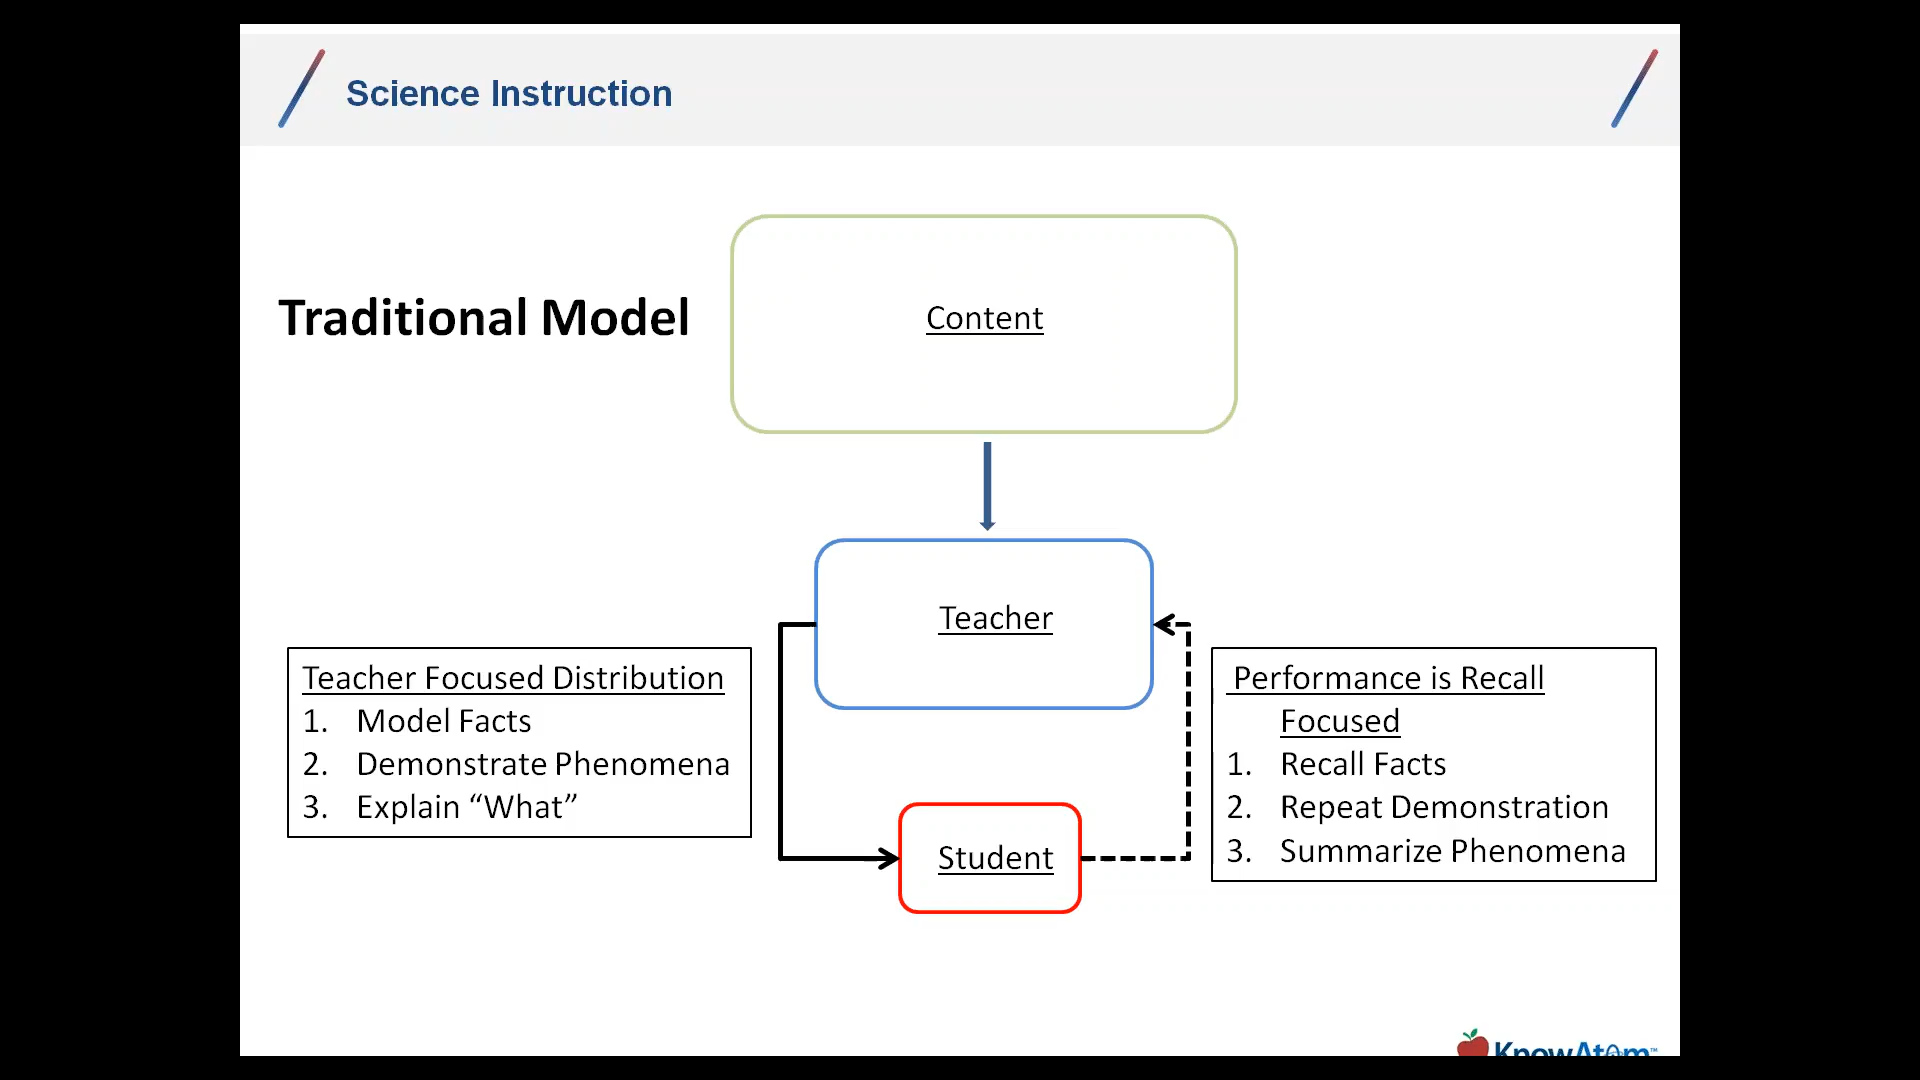 Science Instruction
Traditional Model
Content
Teacher
Teacher Focused Distribution
1. Model Facts
2. Demonstrate Phenomena
3. Explain “What”
Performance is Recall
Focused
1. Recall Facts
2. Repeat Demonstration
3. Summarize Phenomena
Student
KnowAtom™